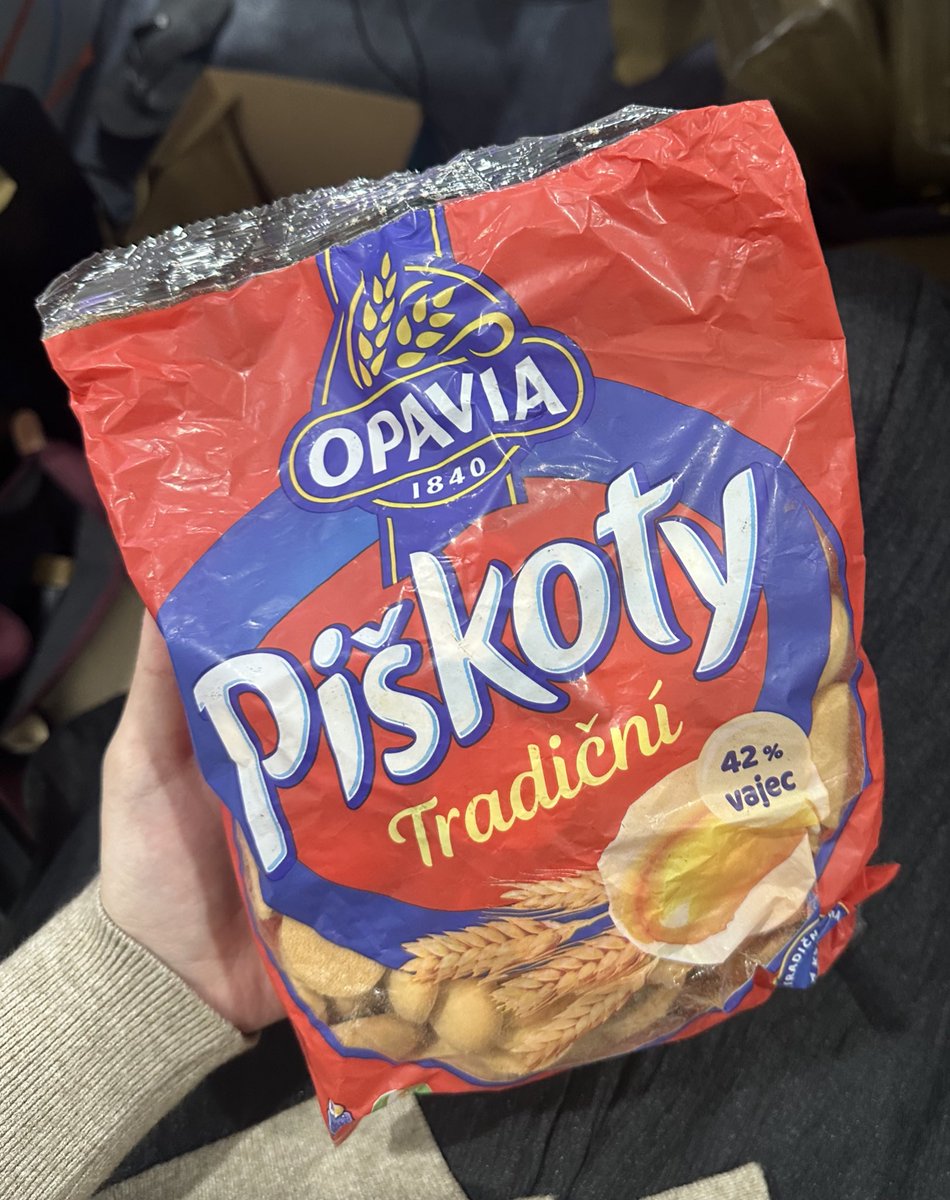 OPAVIA
1840
Piškoty
Tradiční
42 %
vajec